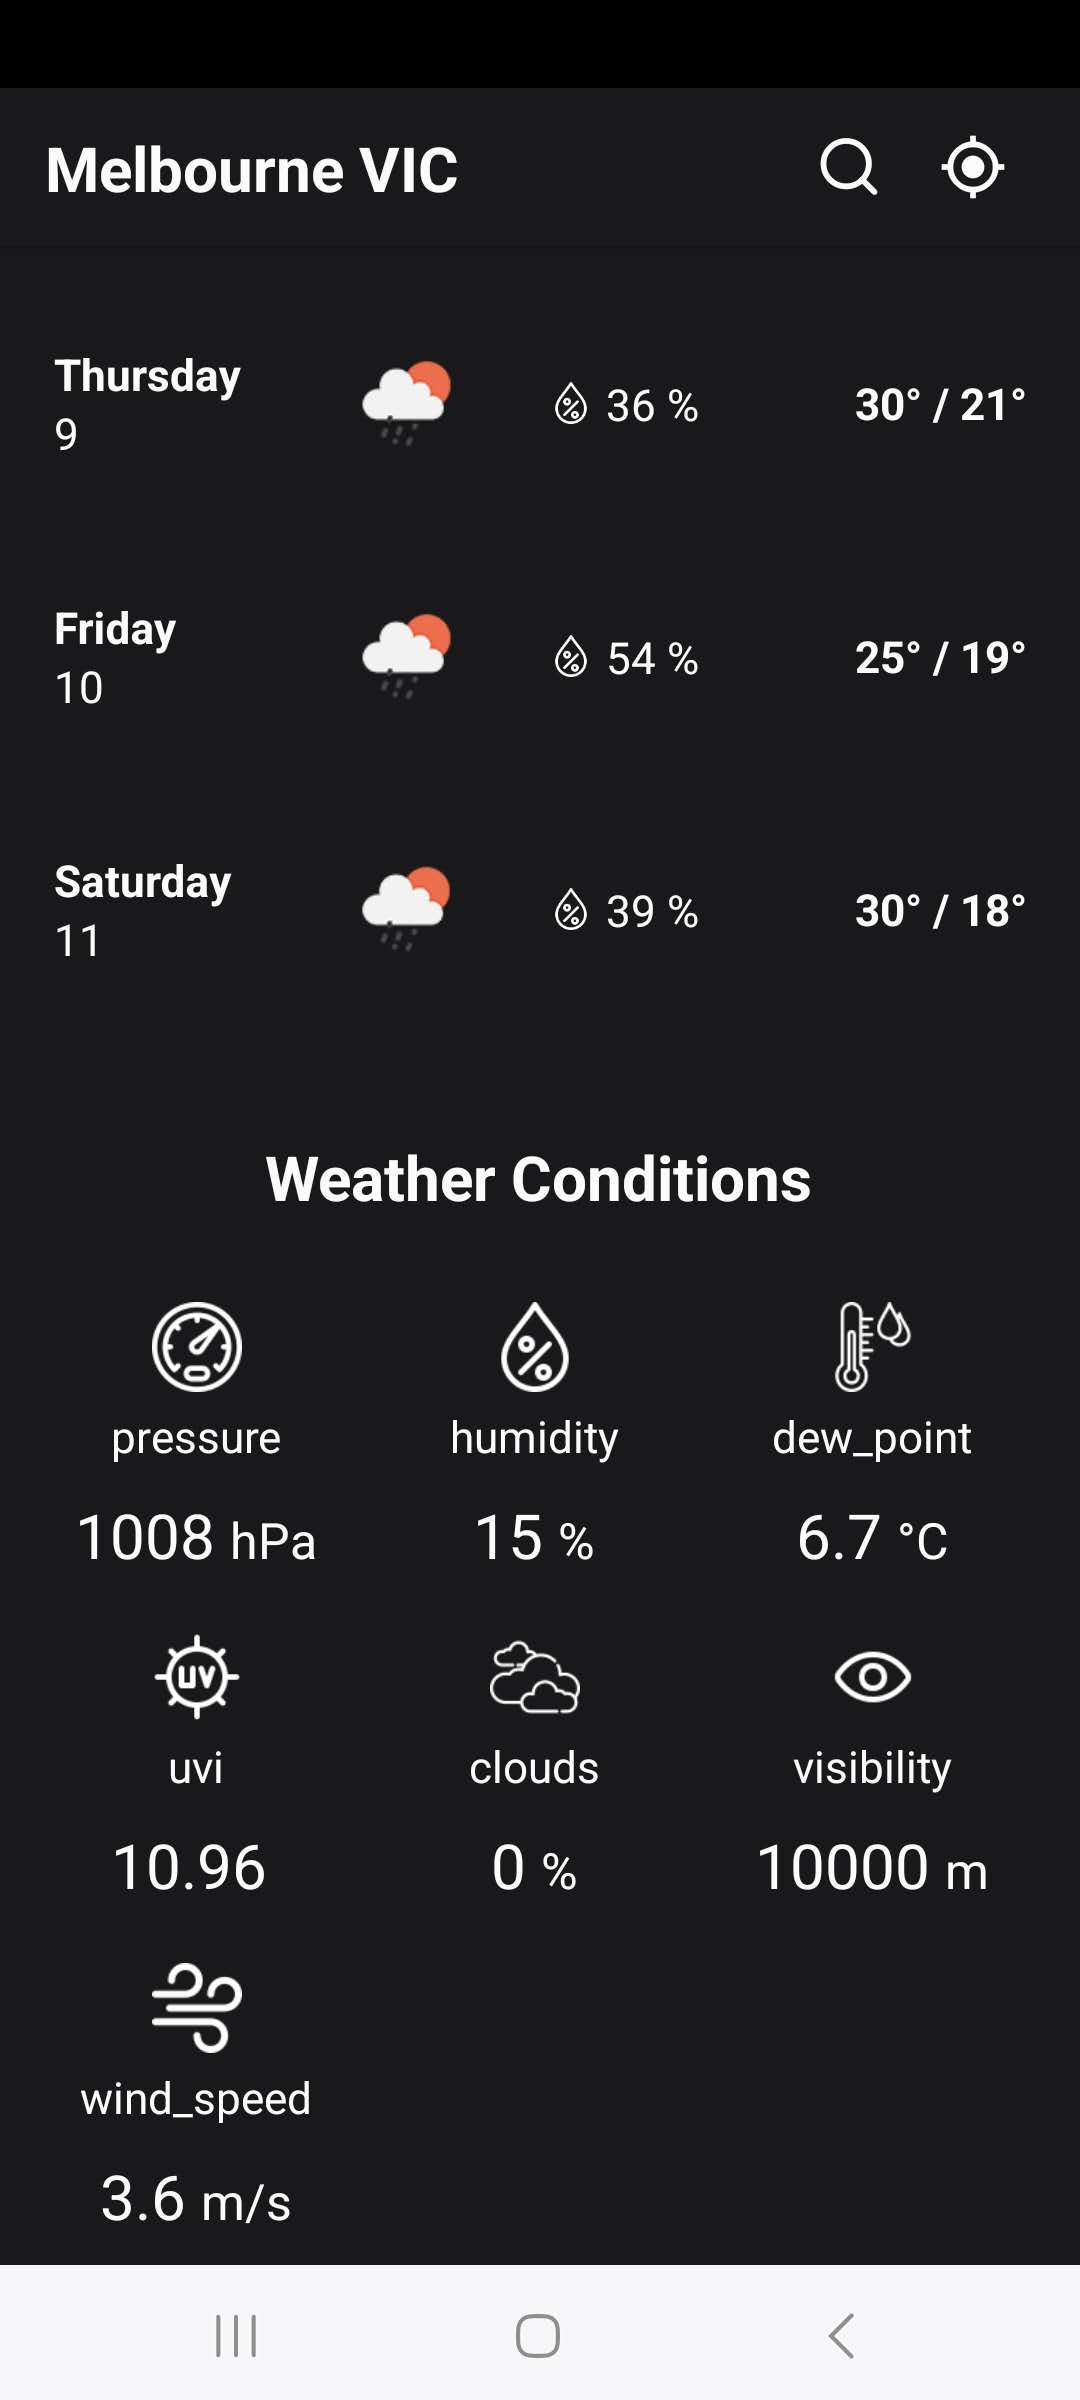 Melbourne VIC
Thursday
9
36 %
30° / 21°
Friday
10
54 %
25° / 19°
Saturday
11
39 %
30° / 18°
Weather Conditions
pressure humidity dew_point
1008 hPa 15 % 6.7 °C
UV
uvi clouds visibility
10.96 0 % 10000 m
wind_speed
3.6 m/s